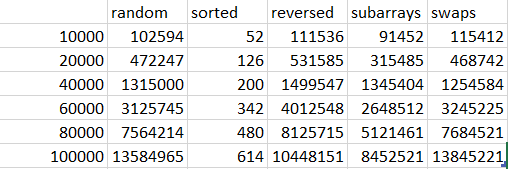 random sorted reversed subarrays swaps
10000 102594 52 111536 91452 115412
20000 472247 126 531585 315485 468742
40000 1315000 200 1499547 1345404 1254584
60000 3125745 342 4012548 2648512 3245225
80000 7564214 480 8125715 5121461 7684521
100000 13584965 614 10448151 8452521 13845221